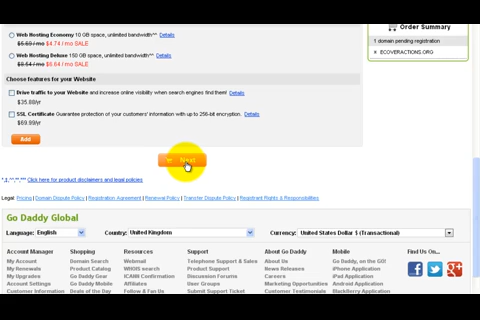 Order Summary
Web Hosting Economy 10 GB space, unlimited bandwidth^^ Details
$4.74 / mo SALE
1 domain pending registration
Web Hosting Deluxe 150 GB space, unlimited bandwidth^^ Details
$6.64 / mo SALE
ECOVERACTIONS.ORG
Choose features for your Website
Drive traffic to your Website and increase online visibility when search engines find them! Details
$35.88/yr
SSL Certificate Guarantee protection of your customers' information with up to 256-bit encryption. Details
$69.99/yr
Add
Next
Click here for product disclaimers and legal policies
Legal: Pricing | Domain Dispute Policy | Registration Agreement | Renewal Policy | Transfer Dispute Policy | Registrant Rights & Responsibilities
Go Daddy Global
Language: English Country: United Kingdom Currency: United States Dollar $ (Transactional)
Account Manager Shopping Resources Support About Go Daddy Mobile Find Us On...
My Account Domain Search Webmail Telephone Support & Sales About Us Go Daddy, on the GO!
My Renewals Product Catalog WHOIS search Product Support News Releases iPhone Application
My Upgrades Go Daddy Gear ICANN Confirmation Discussion Forums Careers iPad Application
Account Settings Go Daddy Mobile Affiliates User Groups Marketing Opportunities Android Application
Customer Information Deals of the Day Follow & Fan Us Submit Support Ticket Customer Testimonials BlackBerry Application